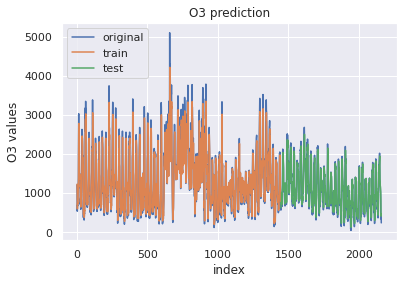 O3 prediction
original
train
test
5000
4000
3000
2000
1000
0
O3 values
0
500
1000
1500
2000
index